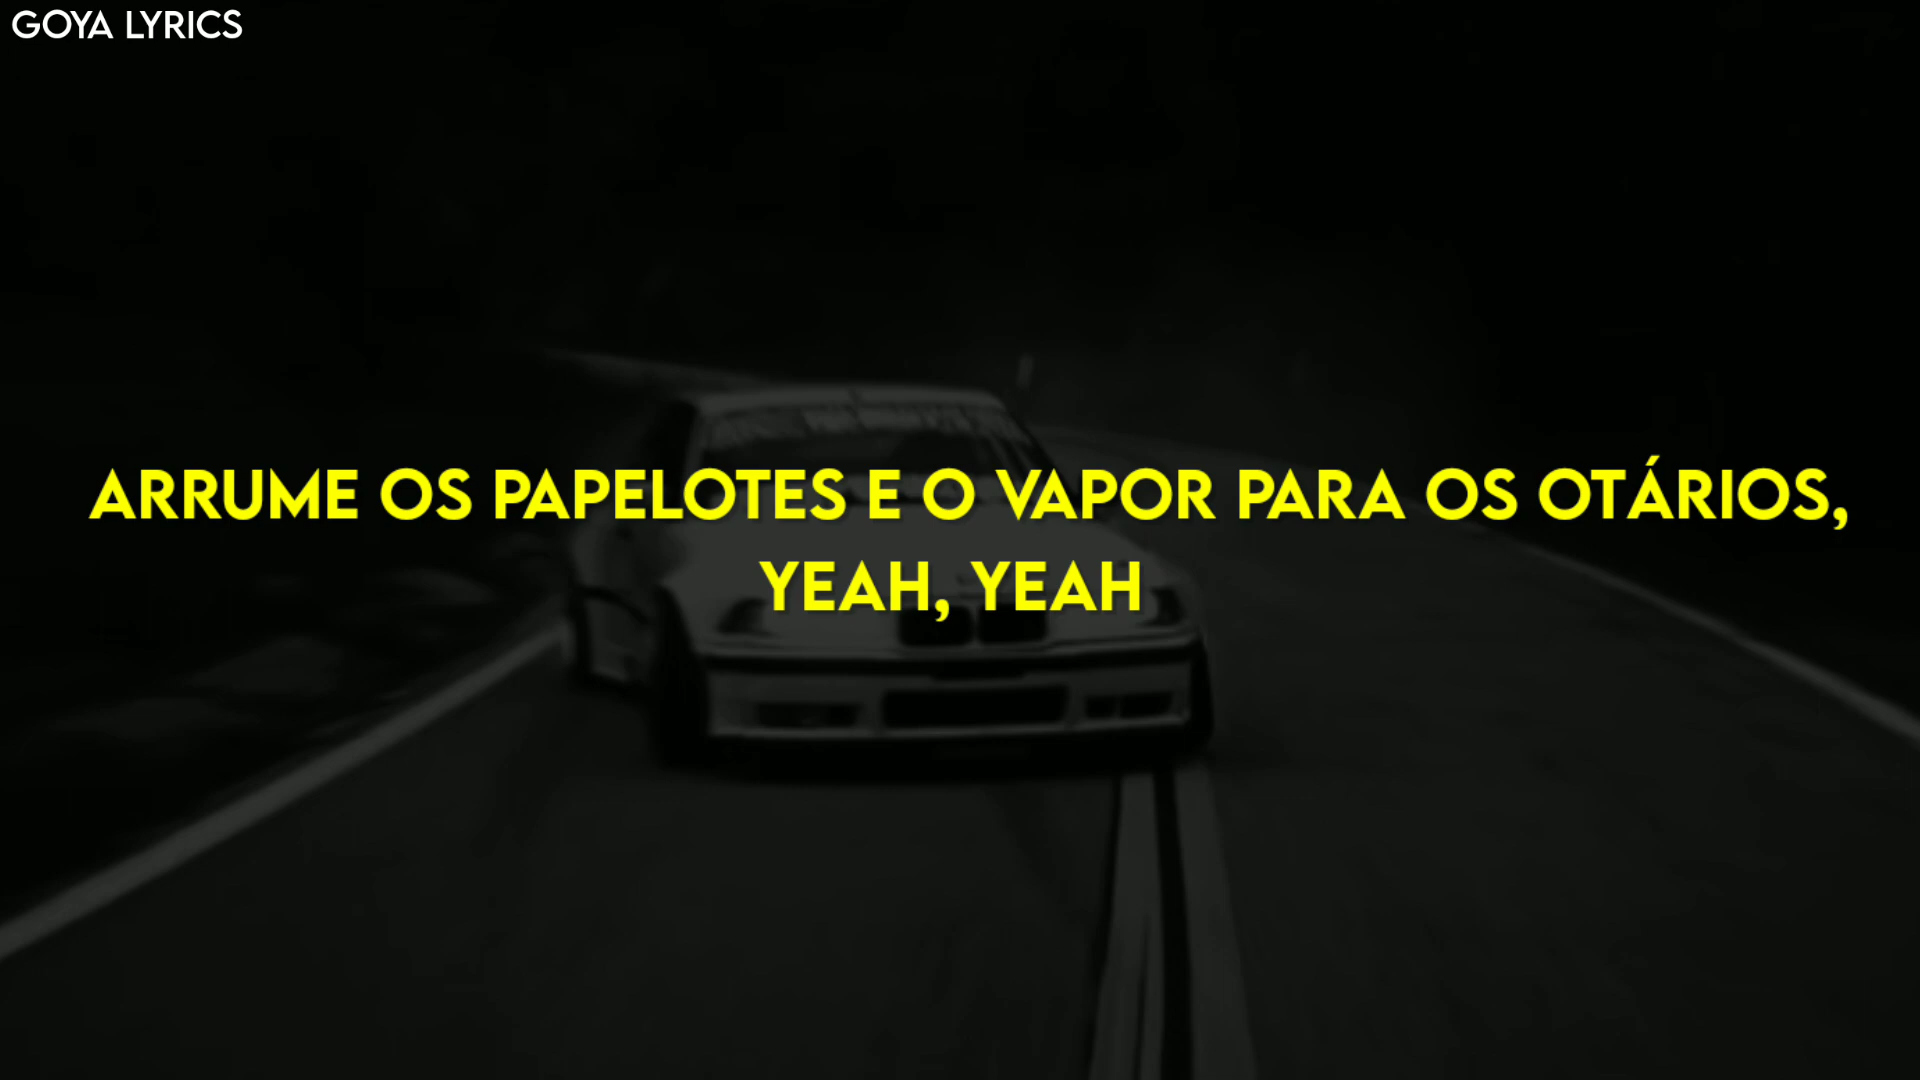 GOYA LYRICS
ARRUME OS PAPELOTES E O VAPOR PARA OS OTÁRIOS,
YEAH, YEAH